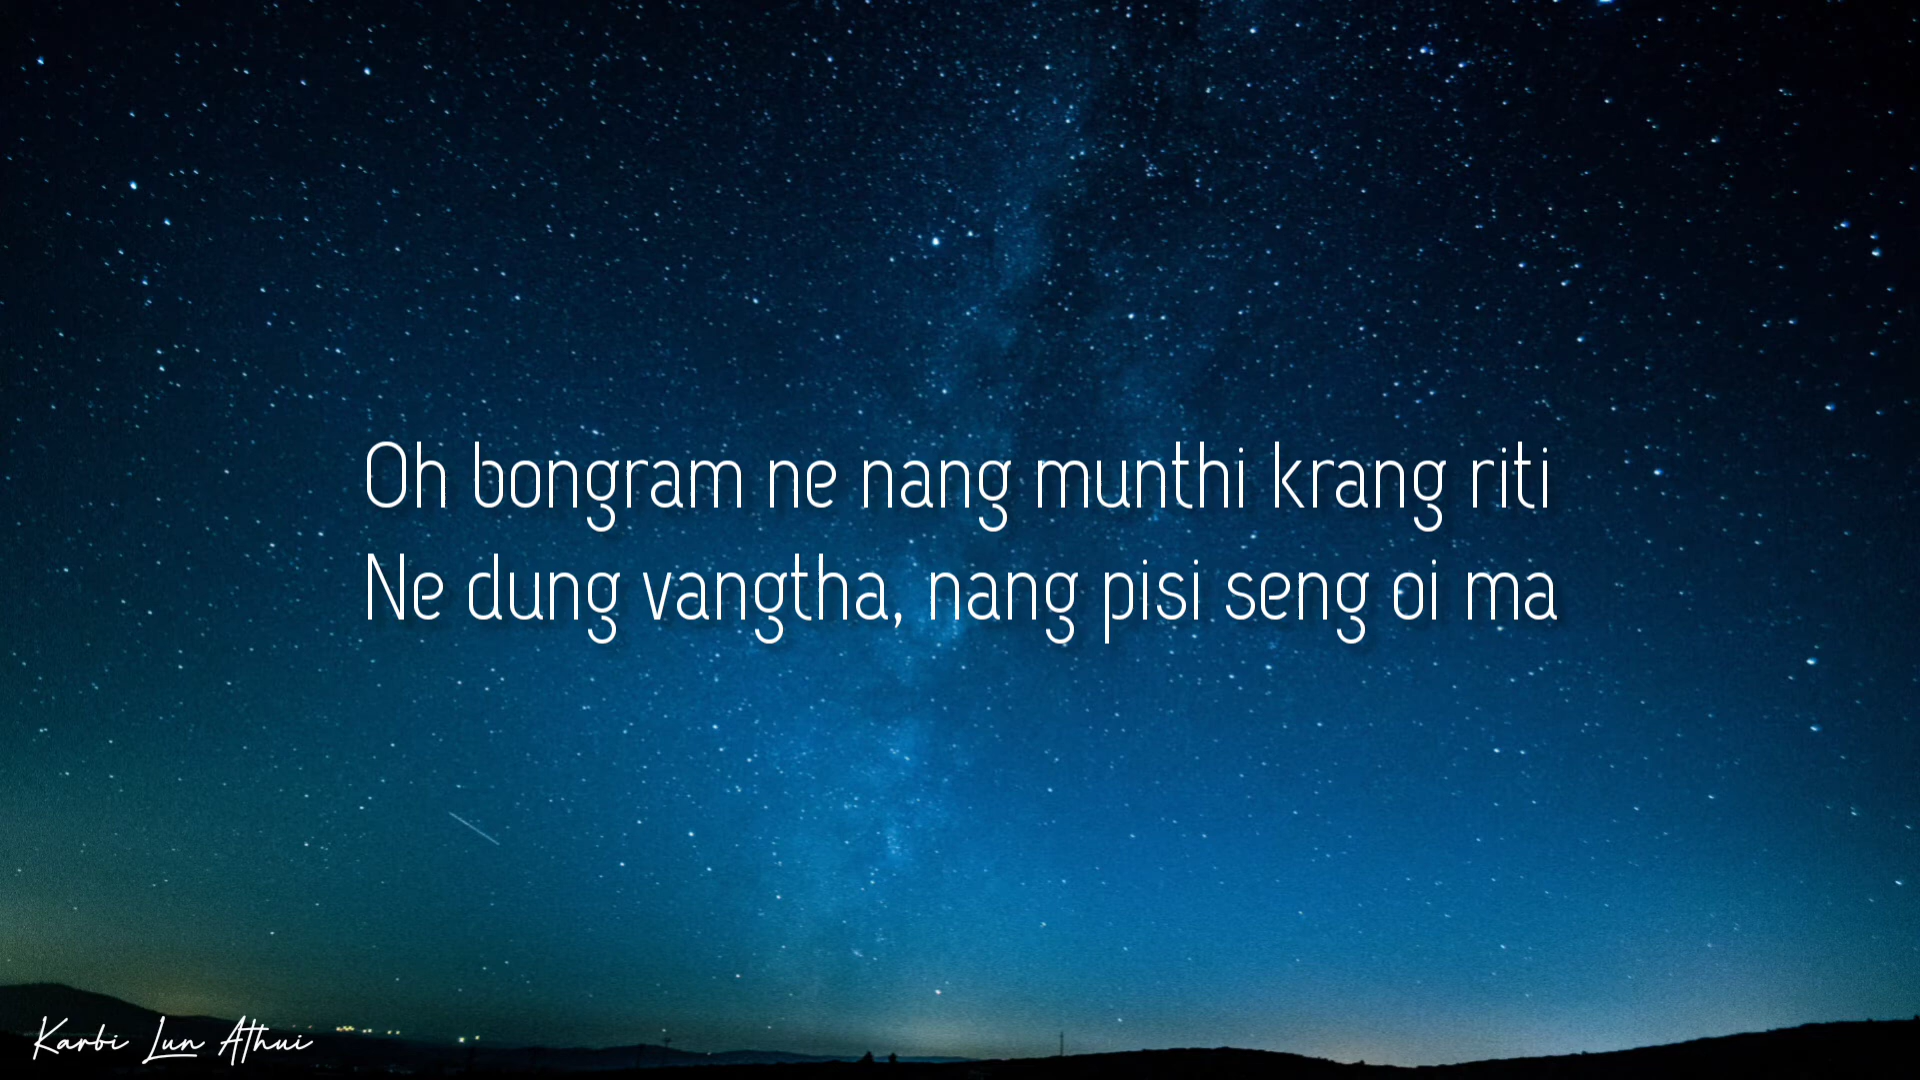 Oh bongram ne nang munthi krang riti
Ne dung vangtha, nang pisi seng oi ma
Karbi Lun Athui